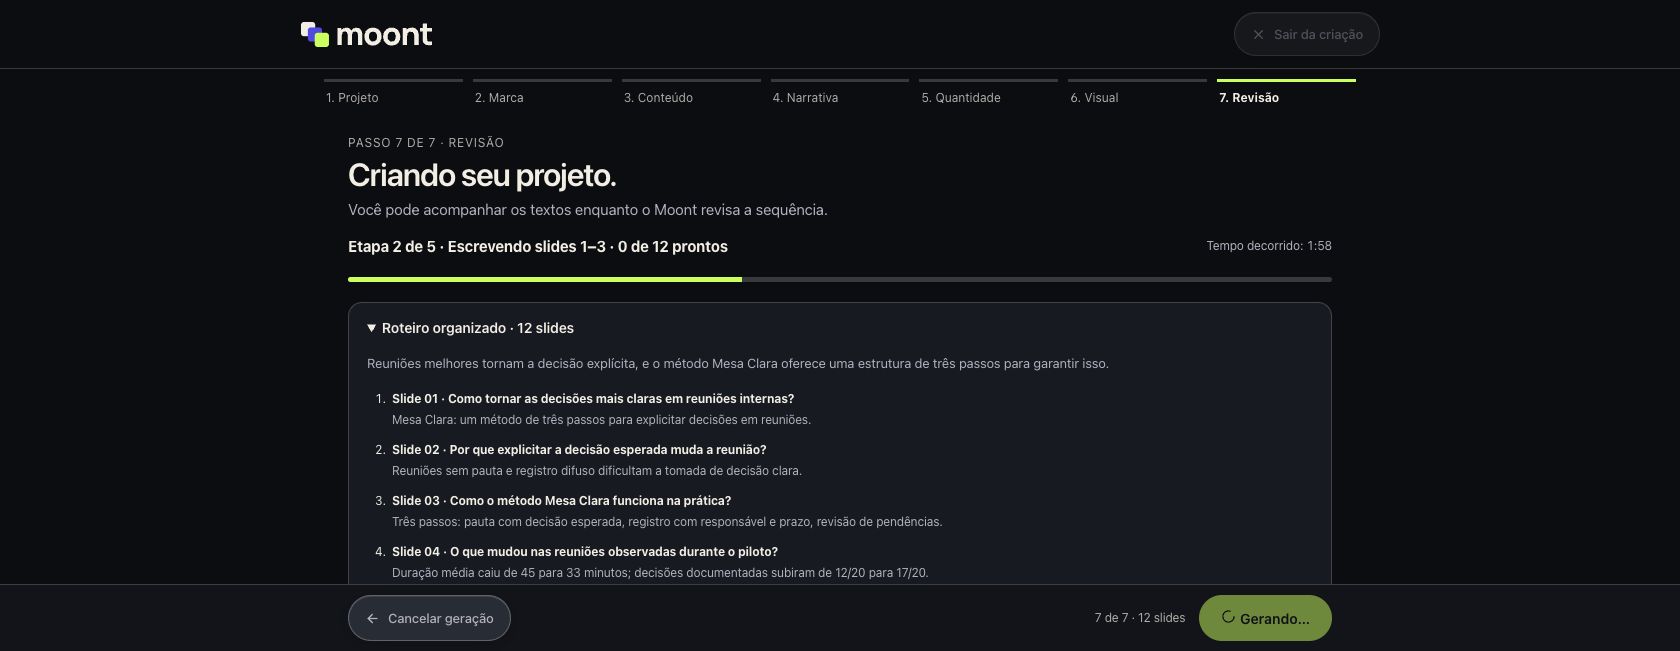 moont
Sair da criação
1. Projeto
2. Marca
3. Conteúdo
4. Narrativa
5. Quantidade
6. Visual
7. Revisão
PASSO 7 DE 7 · REVISÃO
Criando seu projeto.
Você pode acompanhar os textos enquanto o Moont revisa a sequência.
Etapa 2 de 5 · Escrevendo slides 1–3 · 0 de 12 prontos
Tempo decorrido: 1:58
Roteiro organizado · 12 slides
Reuniões melhores tornam a decisão explícita, e o método Mesa Clara oferece uma estrutura de três passos para garantir isso.
1. Slide 01 · Como tornar as decisões mais claras em reuniões internas?
Mesa Clara: um método de três passos para explicitar decisões em reuniões.
2. Slide 02 · Por que explicitar a decisão esperada muda a reunião?
Reuniões sem pauta e registro difuso dificultam a tomada de decisão clara.
3. Slide 03 · Como o método Mesa Clara funciona na prática?
Três passos: pauta com decisão esperada, registro com responsável e prazo, revisão de pendências.
4. Slide 04 · O que mudou nas reuniões observadas durante o piloto?
Duração média caiu de 45 para 33 minutos; decisões documentadas subiram de 12/20 para 17/20.
Cancelar geração
7 de 7 · 12 slides
Gerando...